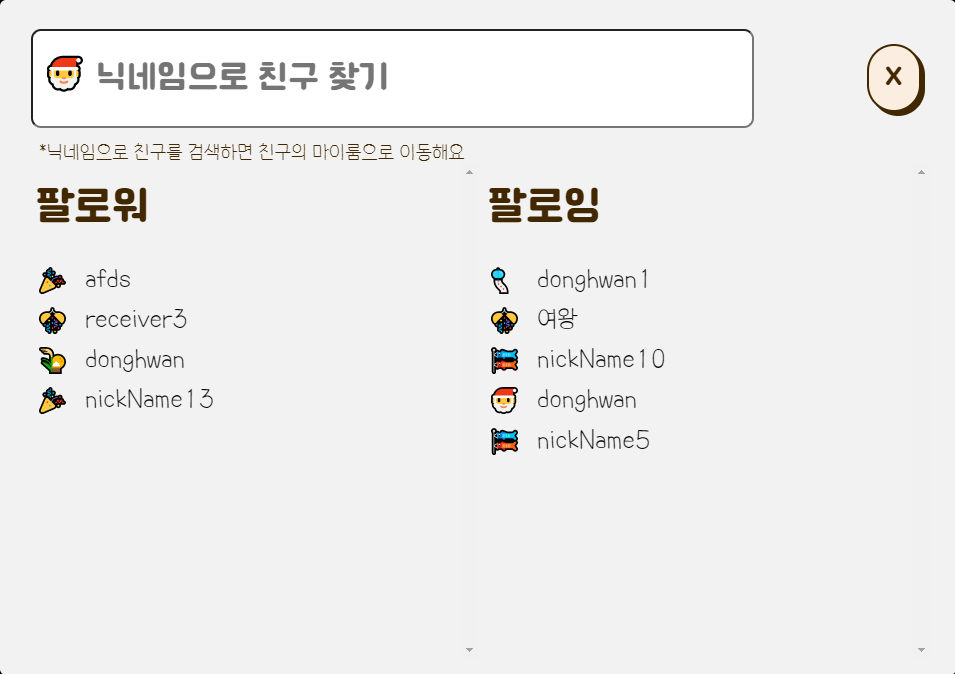 닉네임으로 친구 찾기
X
*닉네임으로 친구를 검색하면 친구의 마이룸으로 이동해요
팔로워
afds
receiver3
donghwan
nickName13
팔로잉
donghwan1
여왕
nickName10
donghwan
nickName5